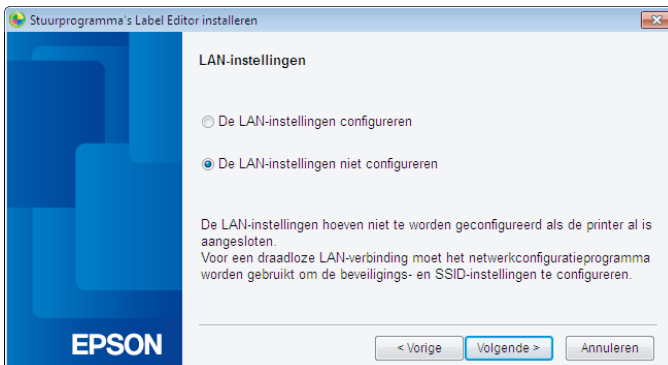 Stuurprogramma's Label Editor installeren
LAN-instellingen
De LAN-instellingen configureren
De LAN-instellingen niet configureren
De LAN-instellingen hoeven niet te worden geconfigureerd als de printer al is
aangesloten.
Voor een draadloze LAN-verbinding moet het netwerkconfiguratieprogramma
worden gebruikt om de beveiligings- en SSID-instellingen te configureren.
EPSON
< Vorige
Volgende >
Annuleren